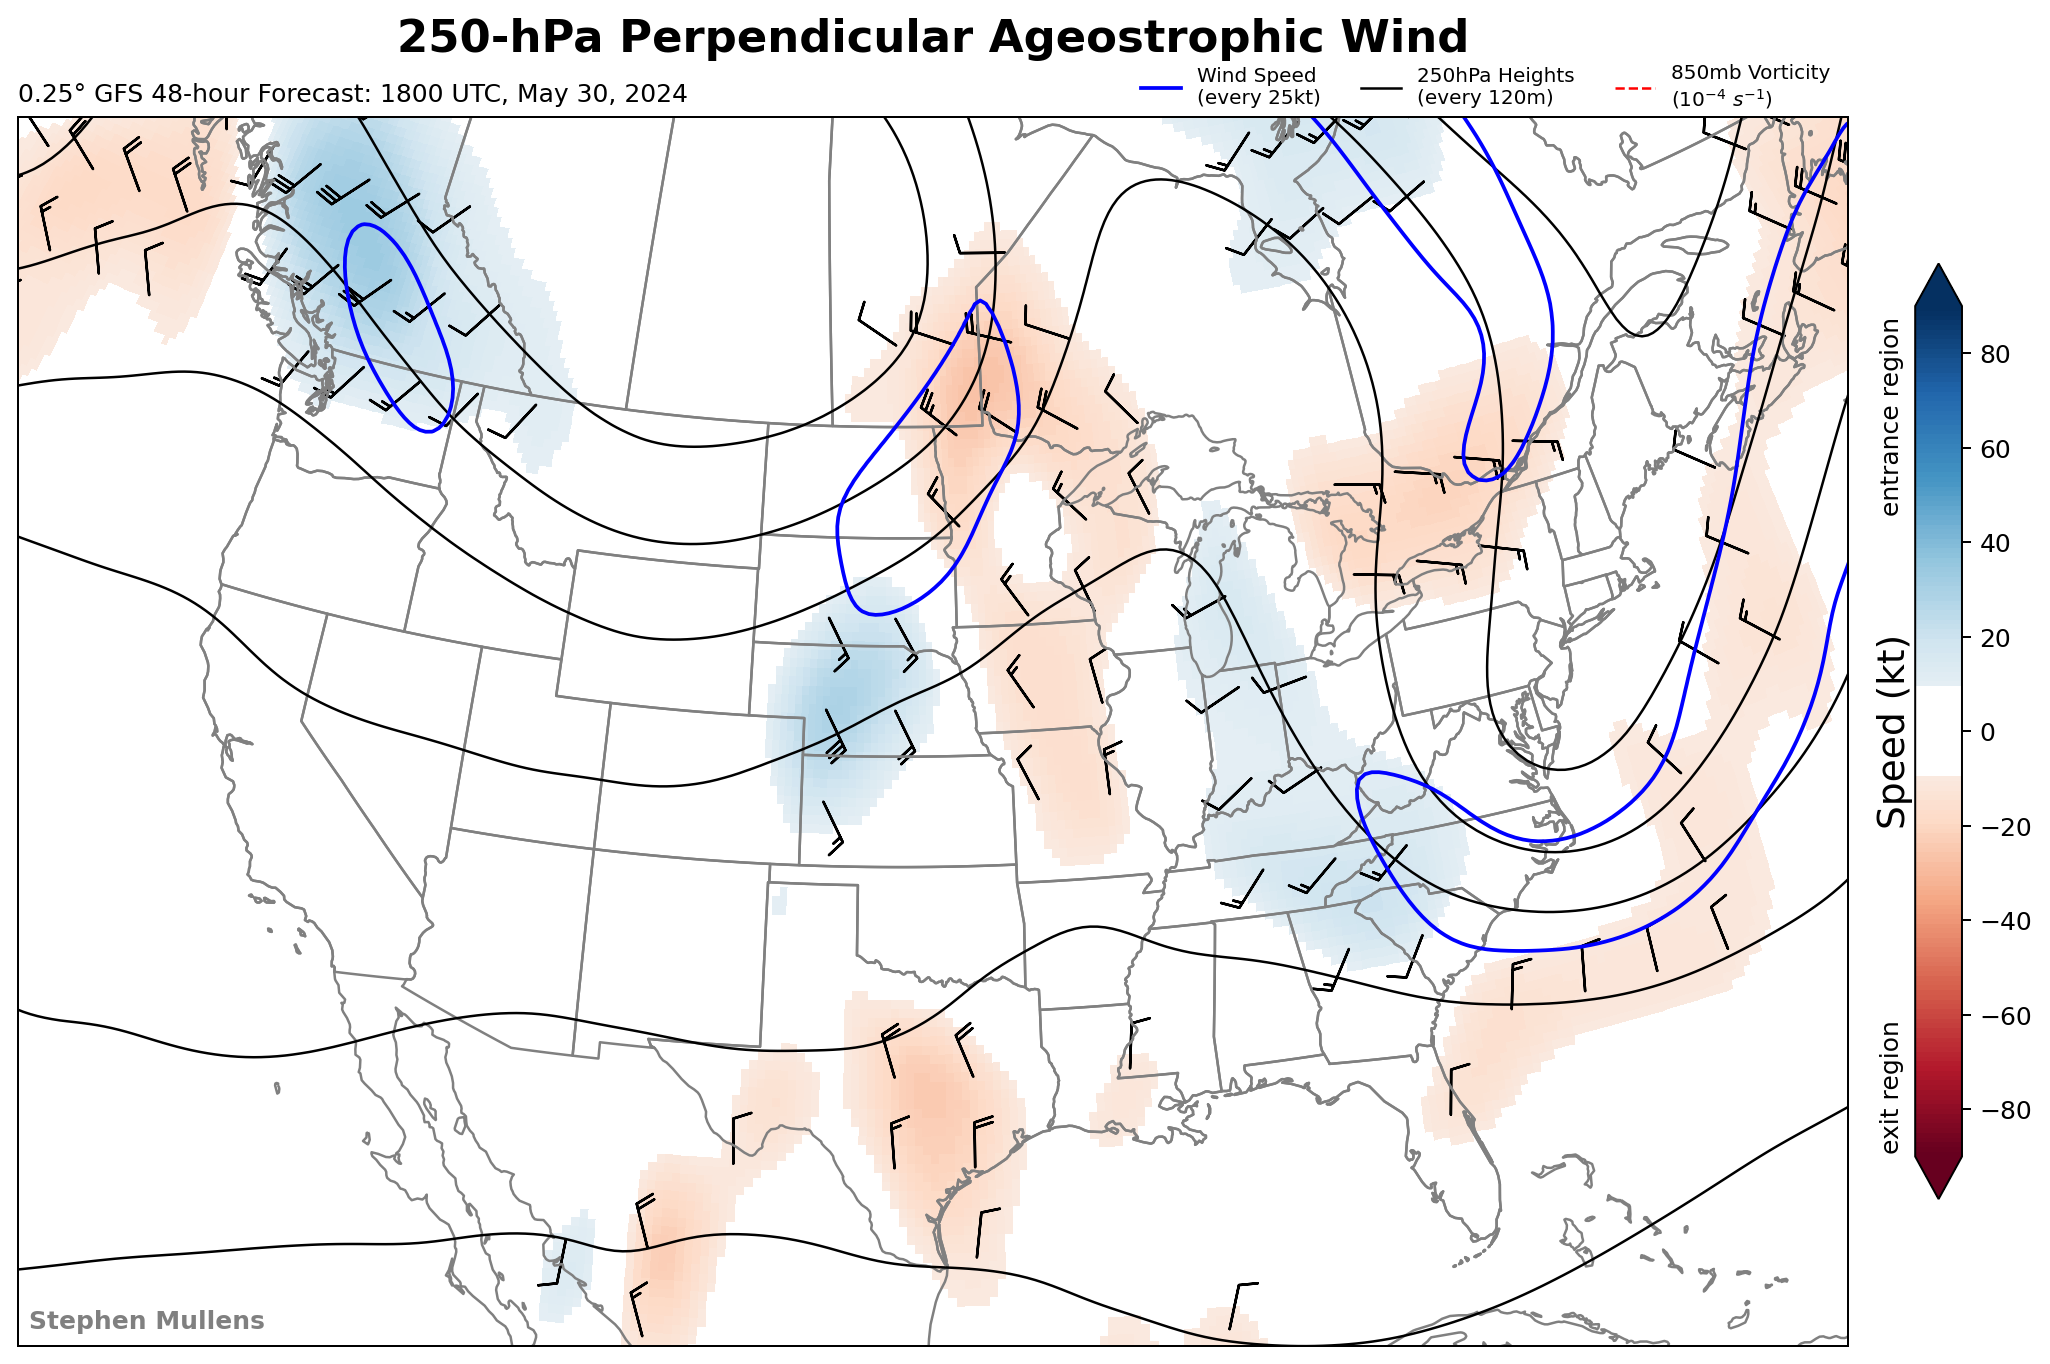 250-hPa Perpendicular Ageostrophic Wind
0.25° GFS 48-hour Forecast: 1800 UTC, May 30, 2024
Wind Speed
(every 25kt)
250hPa Heights
(every 120m)
850mb Vorticity
(10⁻⁴ s⁻¹)
entrance region
Speed (kt)
exit region
80
60
40
20
0
−20
−40
−60
−80
Stephen Mullens